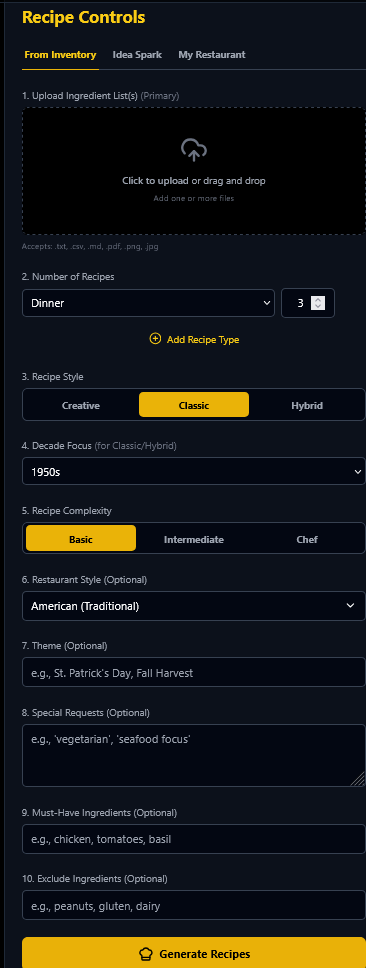 Recipe Controls
From Inventory Idea Spark My Restaurant
1. Upload Ingredient List(s) (Primary)
Click to upload or drag and drop
Add one or more files
Accepts: .txt, .csv, .md, .pdf, .png, .jpg
2. Number of Recipes
Dinner 3
Add Recipe Type
3. Recipe Style
Creative Classic Hybrid
4. Decade Focus (for Classic/Hybrid)
1950s
5. Recipe Complexity
Basic Intermediate Chef
6. Restaurant Style (Optional)
American (Traditional)
7. Theme (Optional)
e.g., St. Patrick's Day, Fall Harvest
8. Special Requests (Optional)
e.g., 'vegetarian', 'seafood focus'
9. Must-Have Ingredients (Optional)
e.g., chicken, tomatoes, basil
10. Exclude Ingredients (Optional)
e.g., peanuts, gluten, dairy
Generate Recipes